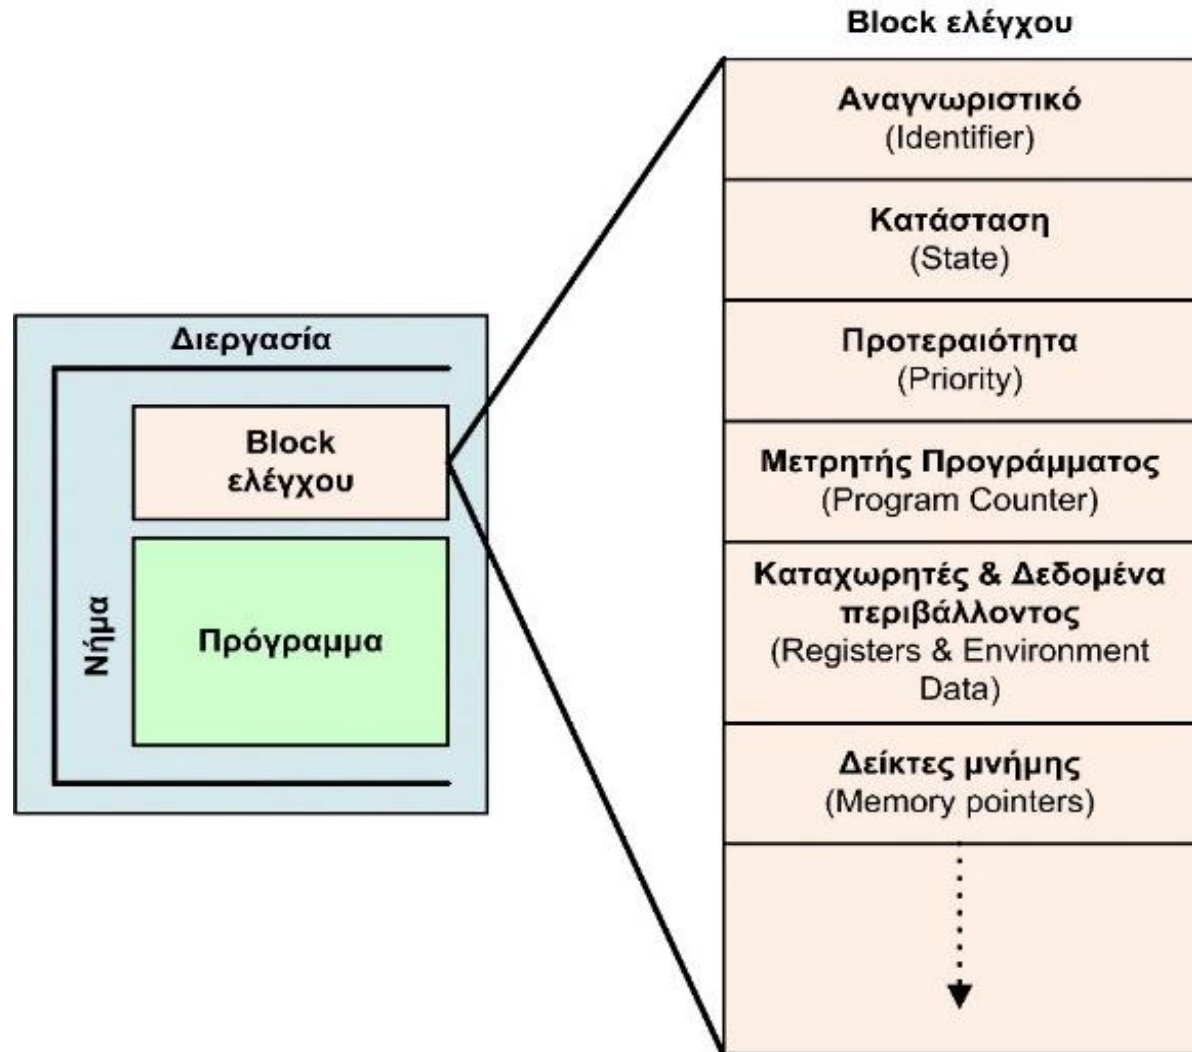 Block ελέγχου
Αναγνωριστικό
(Identifier)
Κατάσταση
(State)
Προτεραιότητα
(Priority)
Μετρητής Προγράμματος
(Program Counter)
Καταχωρητές & Δεδομένα
περιβάλλοντος
(Registers & Environment
Data)
Δείκτες μνήμης
(Memory pointers)
Διεργασία
Block
ελέγχου
Νήμα
Πρόγραμμα